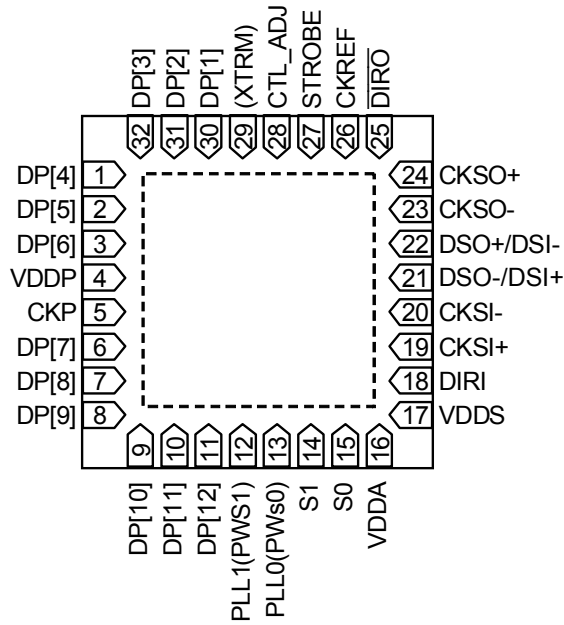 DP[3]
DP[2]
DP[1]
(XTRM)
CTL_ADJ
STROBE
CKREF
DIRO
32
31
30
29
28
27
26
25
DP[4] 1
DP[5] 2
DP[6] 3
VDDP 4
CKP 5
DP[7] 6
DP[8] 7
DP[9] 8
24 CKSO+
23 CKSO-
22 DSO+/DSI-
21 DSO-/DSI+
20 CKSI-
19 CKSI+
18 DIRI
17 VDDS
9
10
11
12
13
14
15
16
DP[10]
DP[11]
DP[12]
PLL1(PWS1)
PLL0(PWs0)
S1
S0
VDDA